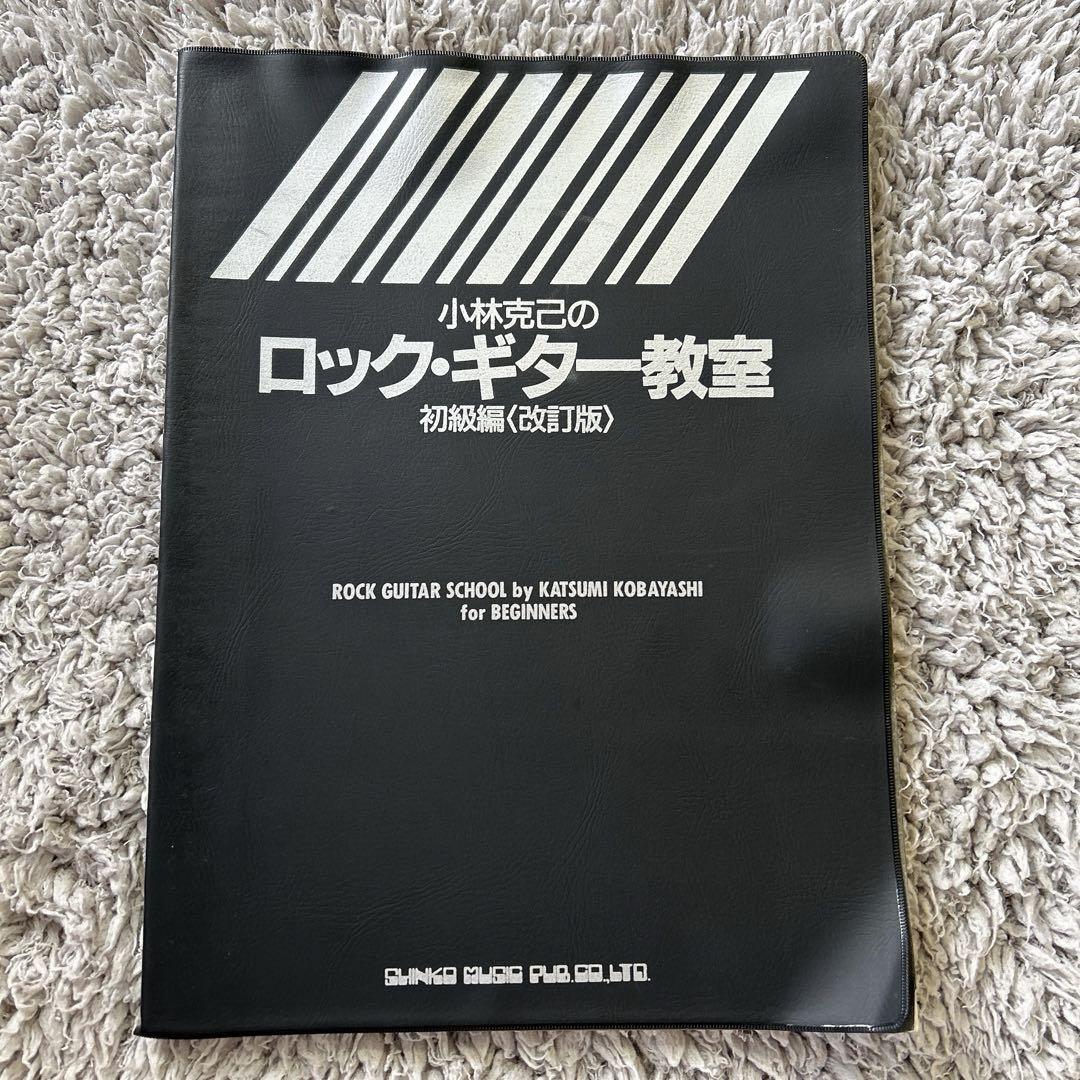 小林克己の
ロック・ギター教室
初級編〈改訂版〉
ROCK GUITAR SCHOOL by KATSUMI KOBAYASHI
for BEGINNERS
SHINKO MUSIC PUB.CO.,LTD.